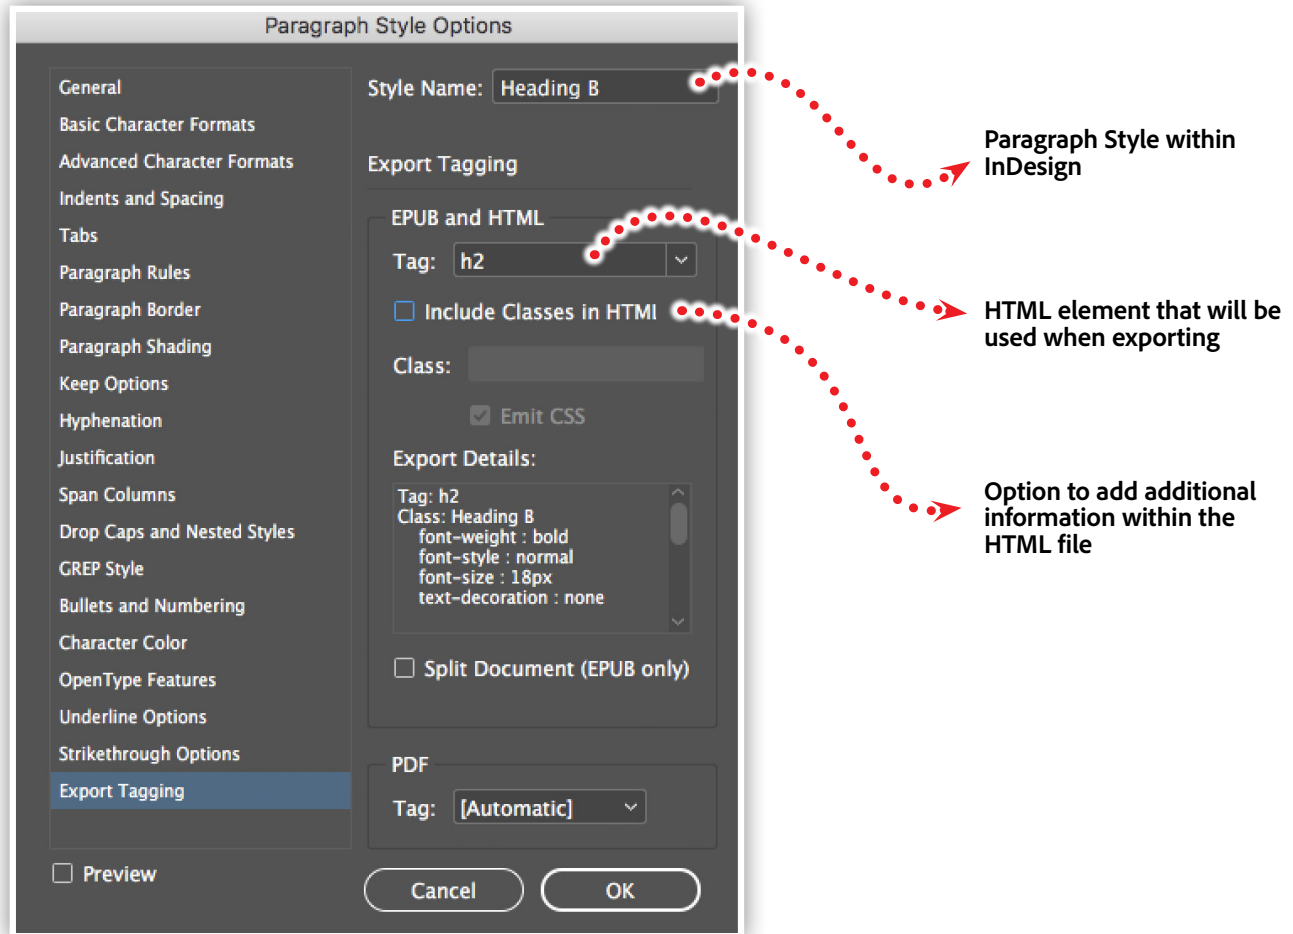 Paragraph Style Options
General
Basic Character Formats
Advanced Character Formats
Indents and Spacing
Tabs
Paragraph Rules
Paragraph Border
Paragraph Shading
Keep Options
Hyphenation
Justification
Span Columns
Drop Caps and Nested Styles
GREP Style
Bullets and Numbering
Character Color
OpenType Features
Underline Options
Strikethrough Options
Export Tagging
Preview
Style Name: Heading B
Export Tagging
EPUB and HTML
Tag: h2
Include Classes in HTML
Class:
Emit CSS
Export Details:
Tag: h2
Class: Heading B
font-weight : bold
font-style : normal
font-size : 18px
text-decoration : none
Split Document (EPUB only)
PDF
Tag: [Automatic]
Cancel
OK
Paragraph Style within
InDesign
HTML element that will be
used when exporting
Option to add additional
information within the
HTML file